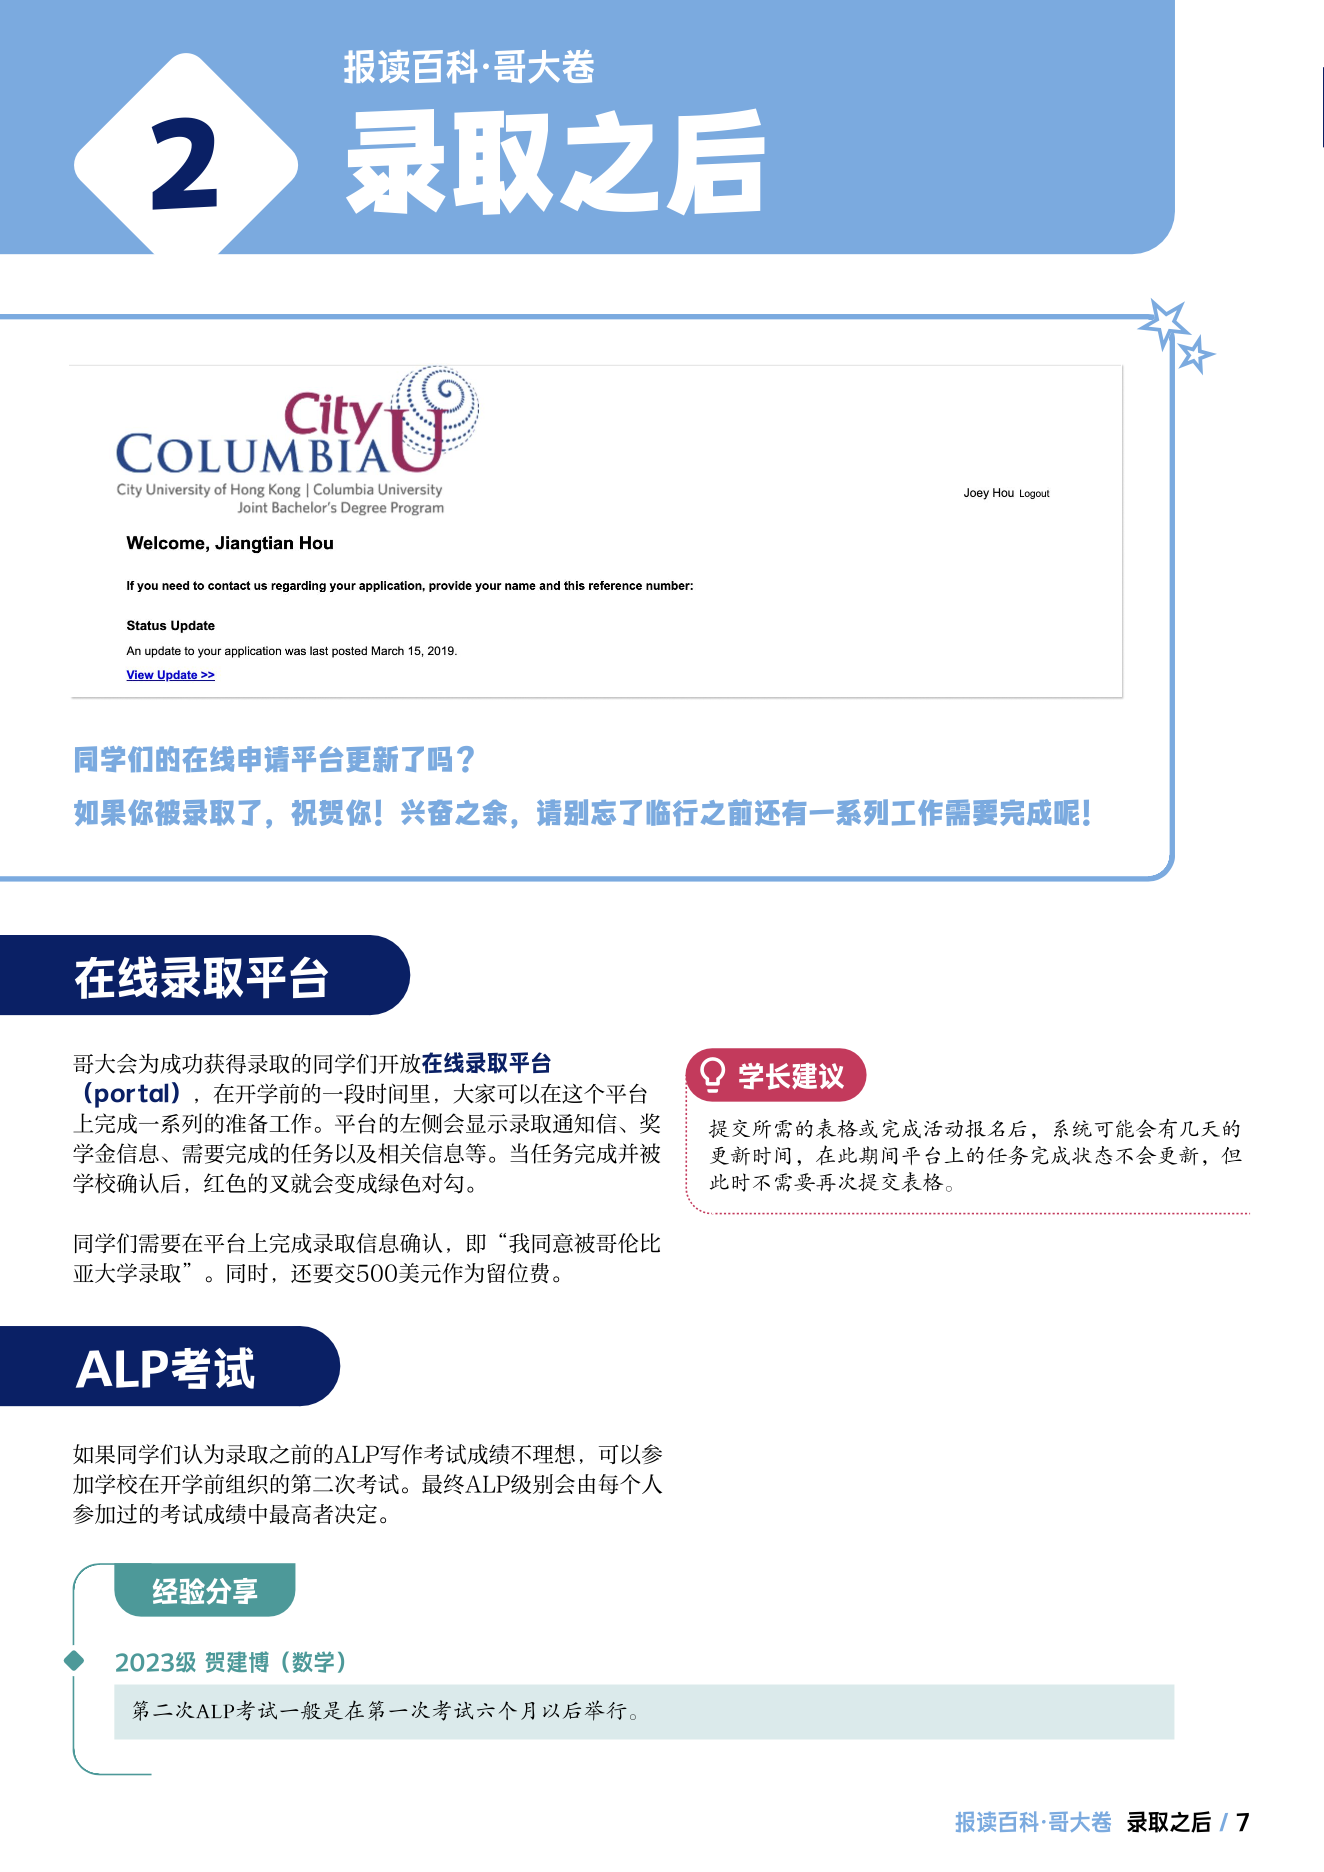 2
报读百科·哥大卷
录取之后
City
COLUMBIAU
City University of Hong Kong | Columbia University
Joint Bachelor's Degree Program
Joey Hou Logout
Welcome, Jiangtian Hou
If you need to contact us regarding your application, provide your name and this reference number:
Status Update
An update to your application was last posted March 15, 2019.
View Update >>
同学们的在线申请平台更新了吗？
如果你被录取了，祝贺你！兴奋之余，请别忘了临行之前还有一系列工作需要完成呢！
在线录取平台
哥大会为成功获得录取的同学们开放在线录取平台
（portal），在开学前的一段时间里，大家可以在这个平台
上完成一系列的准备工作。平台的左侧会显示录取通知信、奖
学金信息、需要完成的任务以及相关信息等。当任务完成并被
学校确认后，红色的叉就会变成绿色对勾。
同学们需要在平台上完成录取信息确认，即“我同意被哥伦比
亚大学录取”。同时，还要交500美元作为留位费。
学长建议
提交所需的表格或完成活动报名后，系统可能会有几天的
更新时间，在此期间平台上的任务完成状态不会更新，但
此时不需要再次提交表格。
ALP考试
如果同学们认为录取之前的ALP写作考试成绩不理想，可以参
加学校在开学前组织的第二次考试。最终ALP级别会由每个人
参加过的考试成绩中最高者决定。
经验分享
2023级 贺建博（数学）
第二次ALP考试一般是在第一次考试六个月以后举行。
报读百科·哥大卷 录取之后 / 7